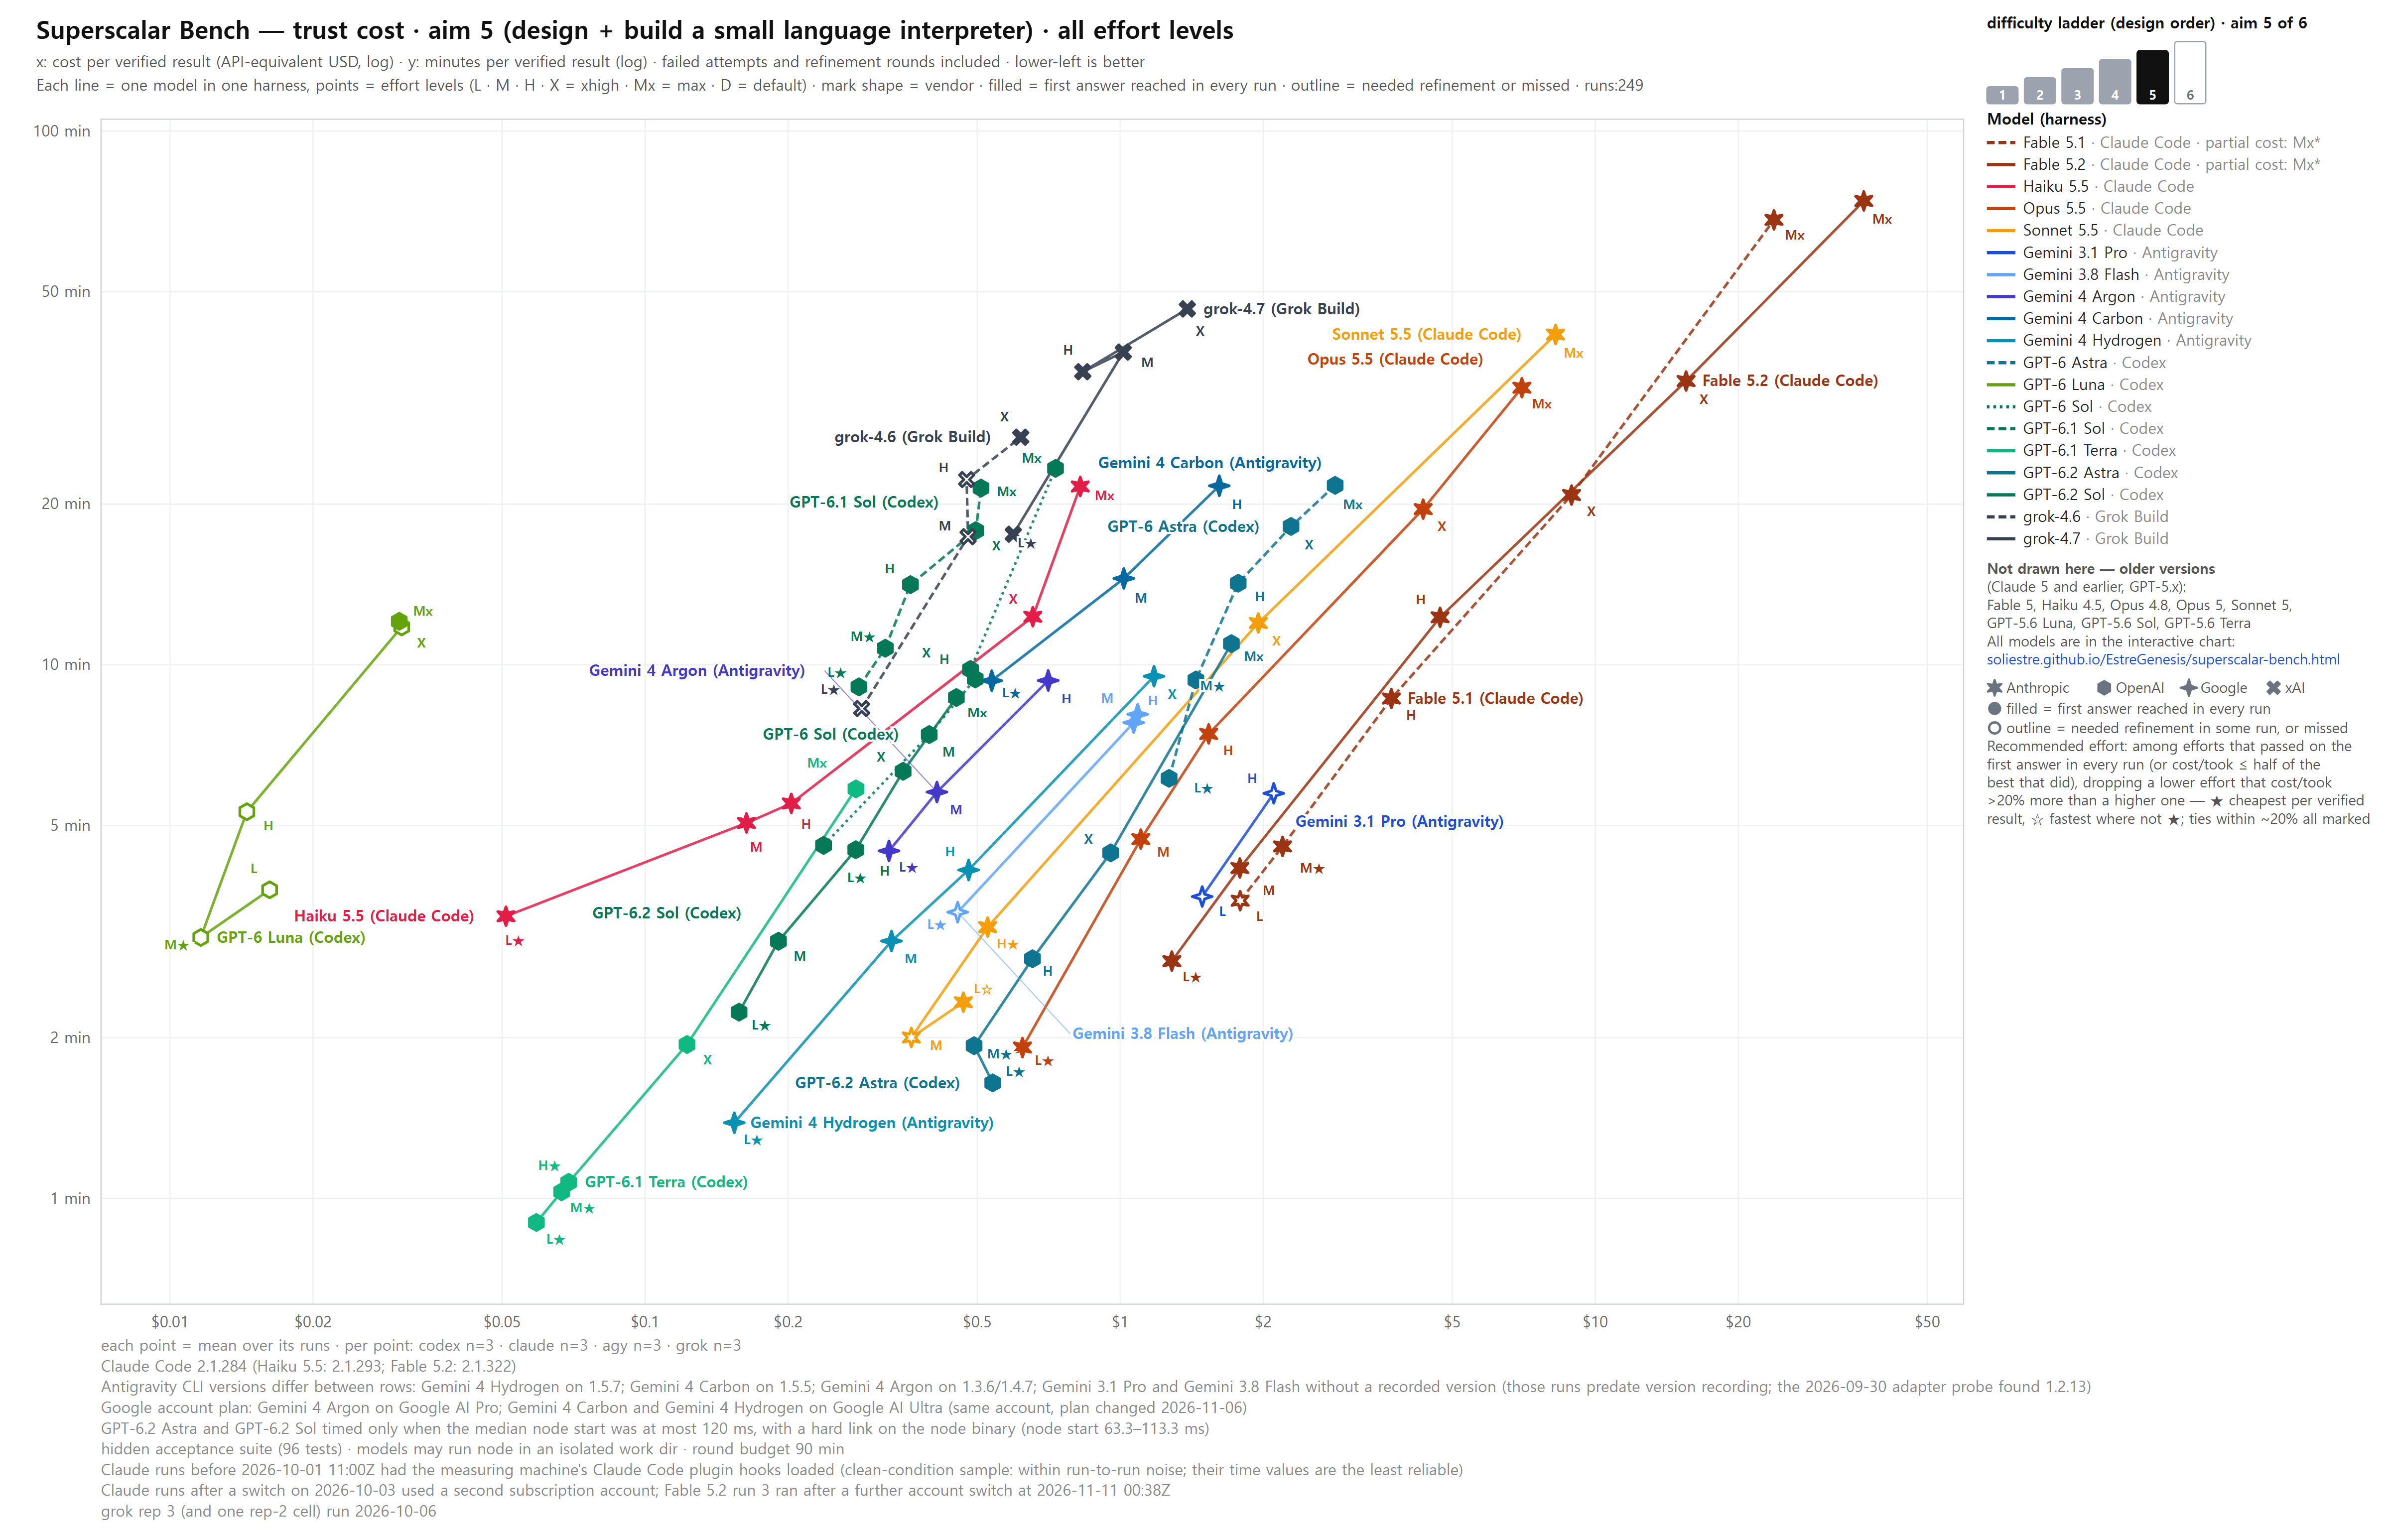 Superscalar Bench — trust cost · aim 5 (design + build a small language interpreter) · all effort levels
x: cost per verified result (API-equivalent USD, log) · y: minutes per verified result (log) · failed attempts and refinement rounds included · lower-left is better
Each line = one model in one harness, points = effort levels (L · M · H · X = xhigh · Mx = max · D = default) · mark shape = vendor · filled = first answer reached in every run · outline = needed refinement or missed · runs:249
difficulty ladder (design order) · aim 5 of 6
1 2 3 4 5 6
Model (harness)
Fable 5.1 · Claude Code · partial cost: Mx*
Fable 5.2 · Claude Code · partial cost: Mx*
Haiku 5.5 · Claude Code
Opus 5.5 · Claude Code
Sonnet 5.5 · Claude Code
Gemini 3.1 Pro · Antigravity
Gemini 3.8 Flash · Antigravity
Gemini 4 Argon · Antigravity
Gemini 4 Carbon · Antigravity
Gemini 4 Hydrogen · Antigravity
GPT-6 Astra · Codex
GPT-6 Luna · Codex
GPT-6 Sol · Codex
GPT-6.1 Sol · Codex
GPT-6.1 Terra · Codex
GPT-6.2 Astra · Codex
GPT-6.2 Sol · Codex
grok-4.6 · Grok Build
grok-4.7 · Grok Build
Not drawn here — older versions
(Claude 5 and earlier, GPT-5.x):
Fable 5, Haiku 4.5, Opus 4.8, Opus 5, Sonnet 5,
GPT-5.6 Luna, GPT-5.6 Sol, GPT-5.6 Terra
All models are in the interactive chart:
soliestre.github.io/EstreGenesis/superscalar-bench.html
Anthropic OpenAI Google xAI
filled = first answer reached in every run
outline = needed refinement in some run, or missed
Recommended effort: among efforts that passed on the
first answer in every run (or cost/took ≤ half of the
best that did), dropping a lower effort that cost/took
>20% more than a higher one — ★ cheapest per verified
result, ☆ fastest where not ★; ties within ~20% all marked
100 min
50 min
20 min
10 min
5 min
2 min
1 min
Mx
Mx
grok-4.7 (Grok Build)
X
Sonnet 5.5 (Claude Code)
Mx
H
M
Opus 5.5 (Claude Code)
Mx
Fable 5.2 (Claude Code)
X
X
grok-4.6 (Grok Build)
Mx
H
Gemini 4 Carbon (Antigravity)
GPT-6.1 Sol (Codex)
Mx
Mx
H
Mx
M
X
L★
GPT-6 Astra (Codex)
X
X
X
H
M
H
X
H
Mx
X
M★
X
H
X
Mx
Gemini 4 Argon (Antigravity)
L★
L★
L★
H
M
H
X
M★
Fable 5.1 (Claude Code)
H
Mx
GPT-6 Sol (Codex)
M
H
X
Mx
H
L★
M
H
Gemini 3.1 Pro (Antigravity)
H
M
H
X
M
L★
H
L★
M★
L
M
L
L
Haiku 5.5 (Claude Code)
L★
GPT-6.2 Sol (Codex)
L★
M★
GPT-6 Luna (Codex)
M
M
H★
H
L★
L☆
L★
M
X
M★
L★
L★
Gemini 3.8 Flash (Antigravity)
GPT-6.2 Astra (Codex)
Gemini 4 Hydrogen (Antigravity)
L★
H★
GPT-6.1 Terra (Codex)
M★
L★
$0.01 $0.02 $0.05 $0.1 $0.2 $0.5 $1 $2 $5 $10 $20 $50
each point = mean over its runs · per point: codex n=3 · claude n=3 · agy n=3 · grok n=3
Claude Code 2.1.284 (Haiku 5.5: 2.1.293; Fable 5.2: 2.1.322)
Antigravity CLI versions differ between rows: Gemini 4 Hydrogen on 1.5.7; Gemini 4 Carbon on 1.5.5; Gemini 4 Argon on 1.3.6/1.4.7; Gemini 3.1 Pro and Gemini 3.8 Flash without a recorded version (those runs predate version recording; the 2026-09-30 adapter probe found 1.2.13)
Google account plan: Gemini 4 Argon on Google AI Pro; Gemini 4 Carbon and Gemini 4 Hydrogen on Google AI Ultra (same account, plan changed 2026-11-06)
GPT-6.2 Astra and GPT-6.2 Sol timed only when the median node start was at most 120 ms, with a hard link on the node binary (node start 63.3–113.3 ms)
hidden acceptance suite (96 tests) · models may run node in an isolated work dir · round budget 90 min
Claude runs before 2026-10-01 11:00Z had the measuring machine's Claude Code plugin hooks loaded (clean-condition sample: within run-to-run noise; their time values are the least reliable)
Claude runs after a switch on 2026-10-03 used a second subscription account; Fable 5.2 run 3 ran after a further account switch at 2026-11-11 00:38Z
grok rep 3 (and one rep-2 cell) run 2026-10-06